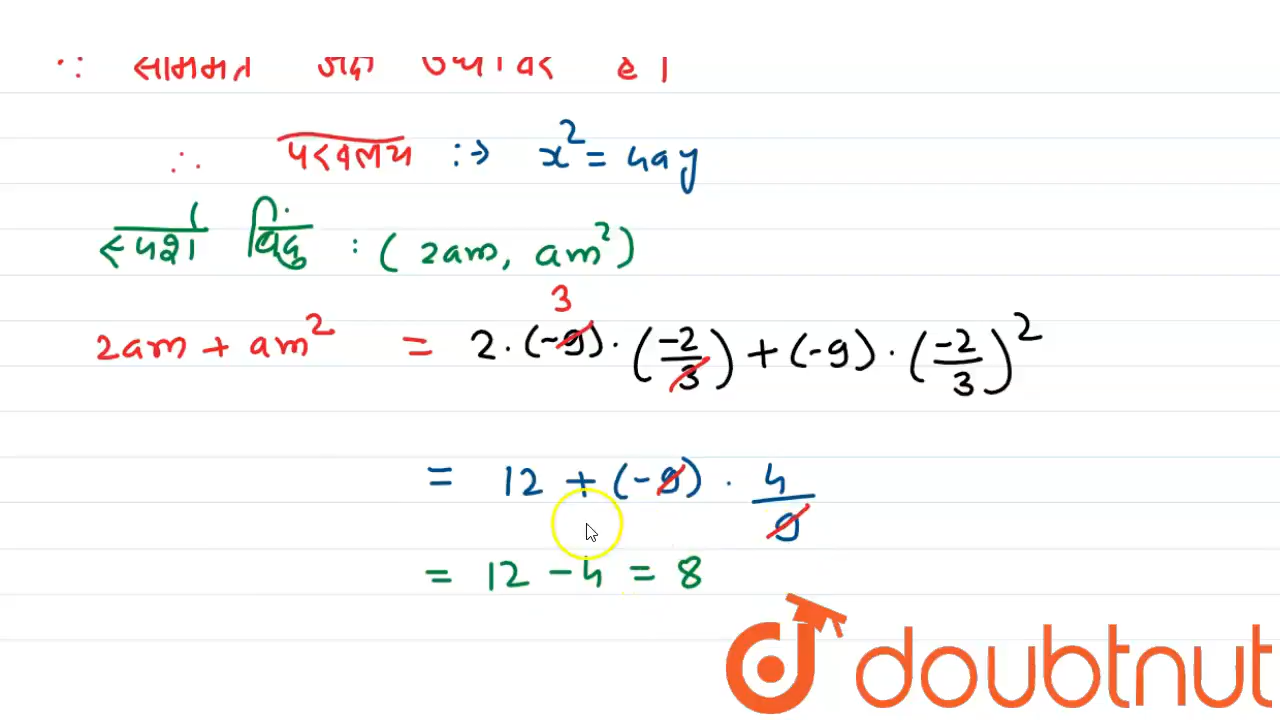 ∴ परवलय :→ x² = 4ay
स्पर्श बिंदु : (2am, am²)
3
2am + am² = 2·(-9)·(-2/3) + (-9)·(-2/3)²
= 12 + (-9) · 4/9
= 12 - 4 = 8
doubtnut